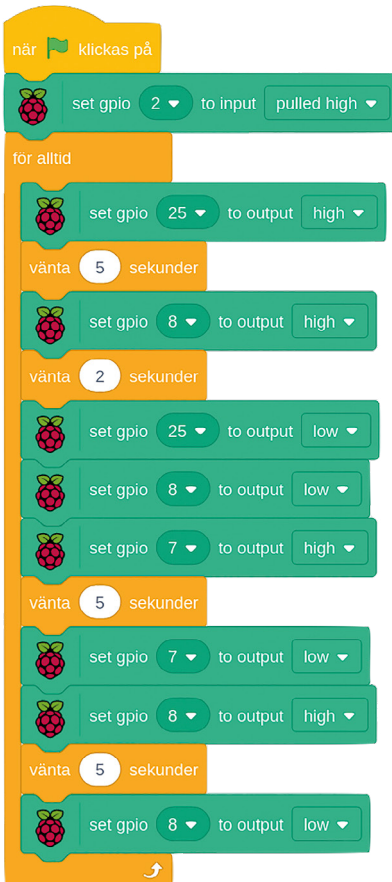 när klickas på
set gpio 2 to input pulled high
för alltid
set gpio 25 to output high
vänta 5 sekunder
set gpio 8 to output high
vänta 2 sekunder
set gpio 25 to output low
set gpio 8 to output low
set gpio 7 to output high
vänta 5 sekunder
set gpio 7 to output low
set gpio 8 to output high
vänta 5 sekunder
set gpio 8 to output low